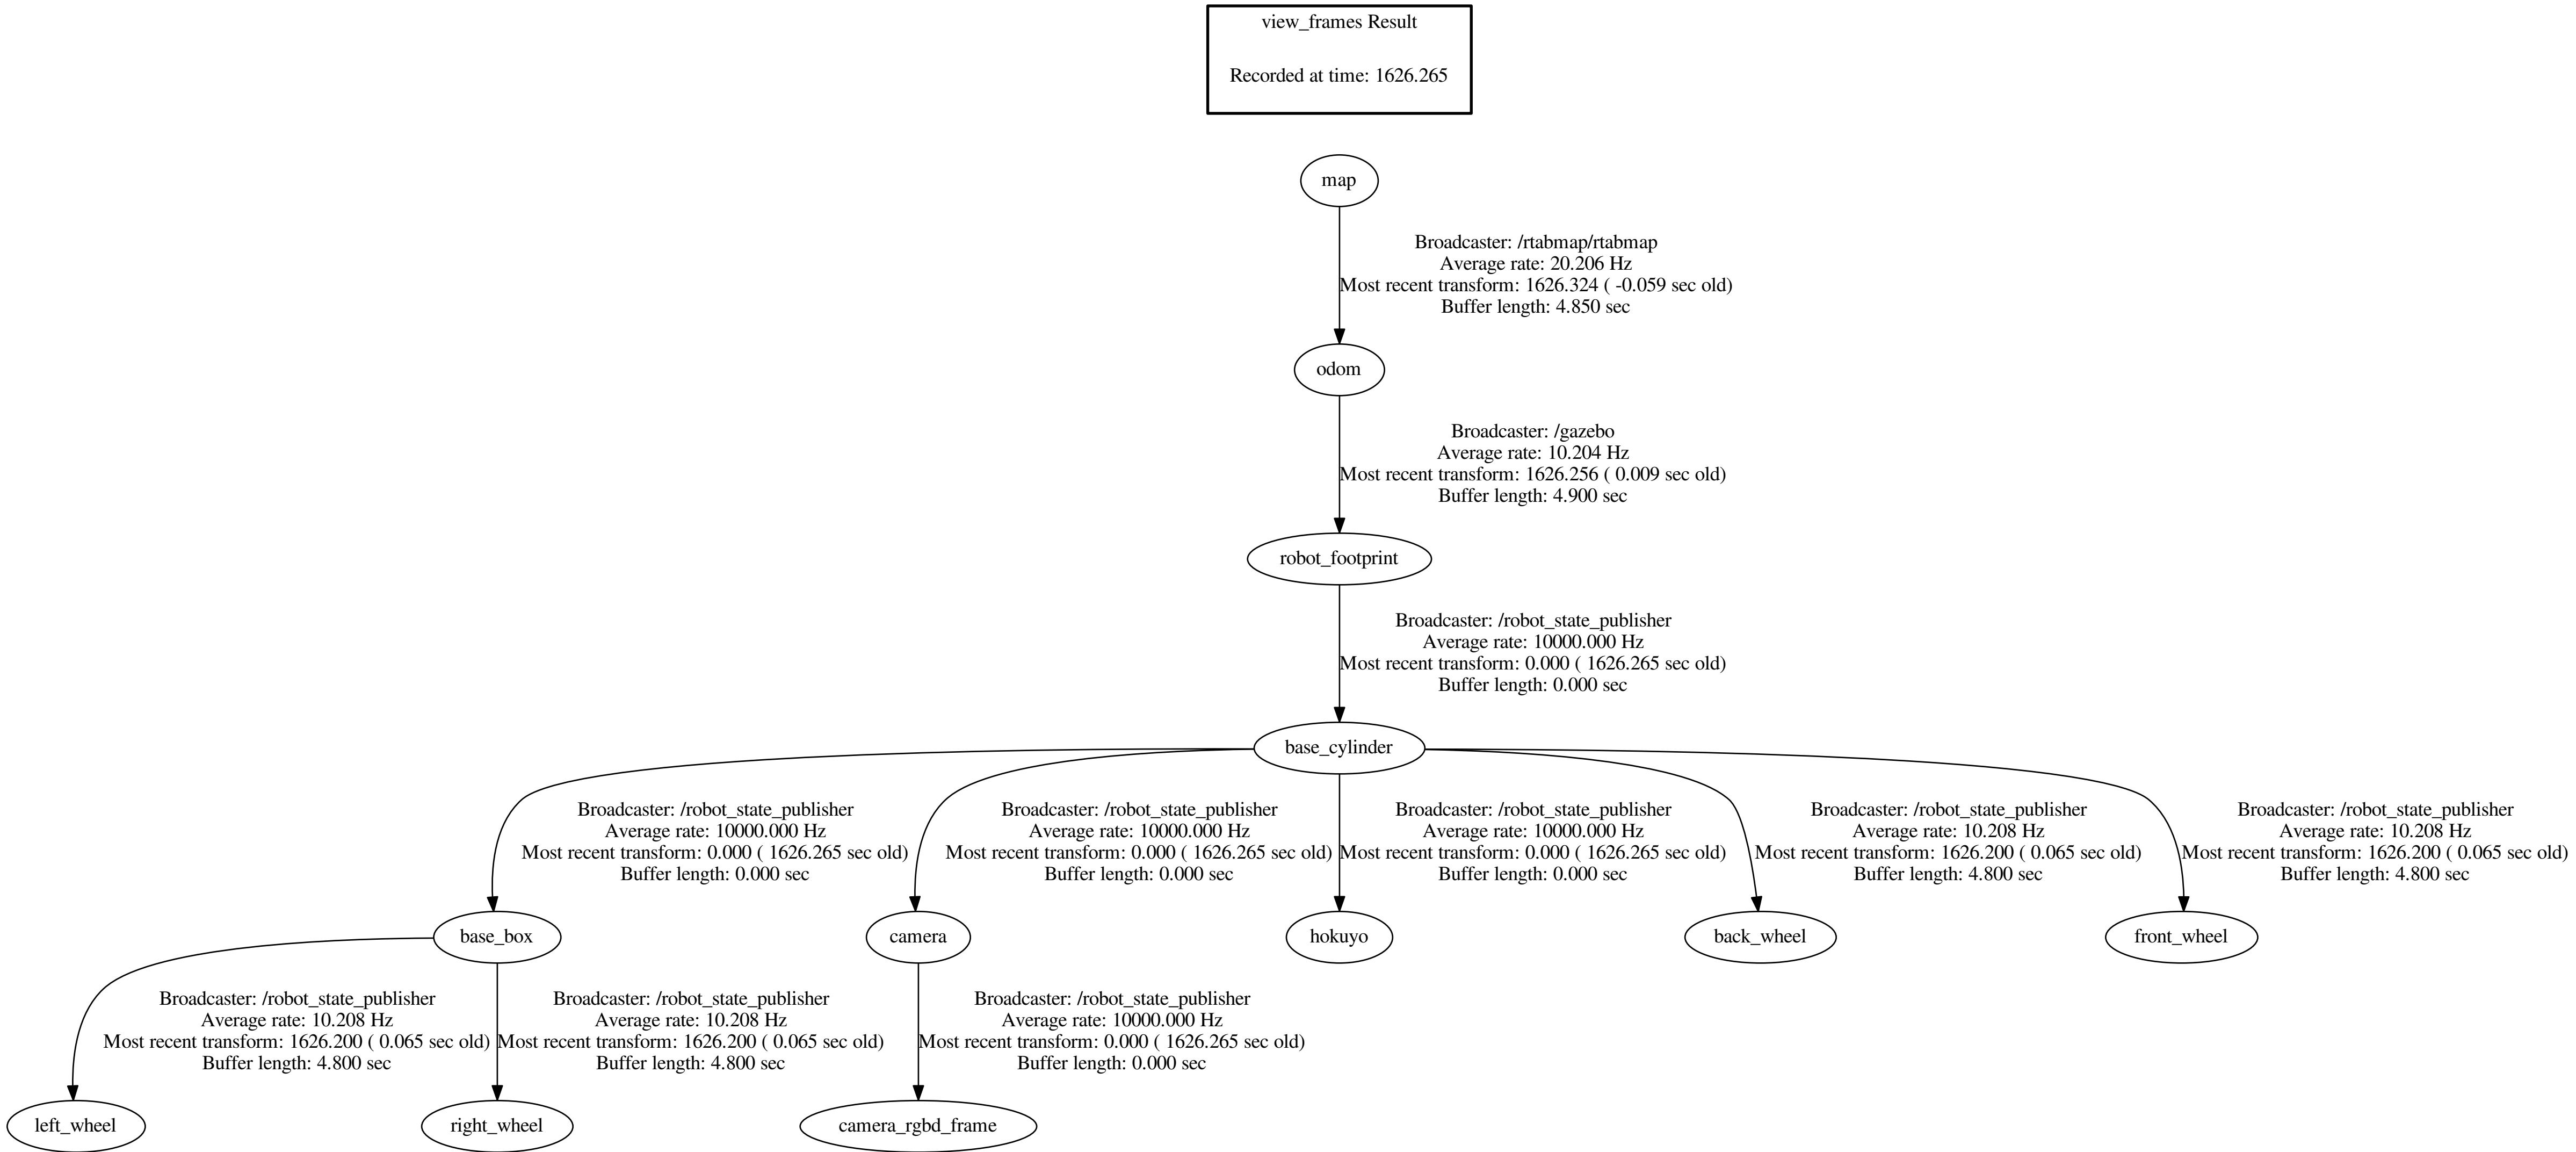 view_frames Result
Recorded at time: 1626.265
map
Broadcaster: /rtabmap/rtabmap
Average rate: 20.206 Hz
Most recent transform: 1626.324 ( -0.059 sec old)
Buffer length: 4.850 sec
odom
Broadcaster: /gazebo
Average rate: 10.204 Hz
Most recent transform: 1626.256 ( 0.009 sec old)
Buffer length: 4.900 sec
robot_footprint
Broadcaster: /robot_state_publisher
Average rate: 10000.000 Hz
Most recent transform: 0.000 ( 1626.265 sec old)
Buffer length: 0.000 sec
base_cylinder
Broadcaster: /robot_state_publisher
Average rate: 10000.000 Hz
Most recent transform: 0.000 ( 1626.265 sec old)
Buffer length: 0.000 sec
Broadcaster: /robot_state_publisher
Average rate: 10000.000 Hz
Most recent transform: 0.000 ( 1626.265 sec old)
Buffer length: 0.000 sec
Broadcaster: /robot_state_publisher
Average rate: 10000.000 Hz
Most recent transform: 0.000 ( 1626.265 sec old)
Buffer length: 0.000 sec
Broadcaster: /robot_state_publisher
Average rate: 10.208 Hz
Most recent transform: 1626.200 ( 0.065 sec old)
Buffer length: 4.800 sec
Broadcaster: /robot_state_publisher
Average rate: 10.208 Hz
Most recent transform: 1626.200 ( 0.065 sec old)
Buffer length: 4.800 sec
base_box
camera
hokuyo
back_wheel
front_wheel
Broadcaster: /robot_state_publisher
Average rate: 10.208 Hz
Most recent transform: 1626.200 ( 0.065 sec old)
Buffer length: 4.800 sec
Broadcaster: /robot_state_publisher
Average rate: 10.208 Hz
Most recent transform: 1626.200 ( 0.065 sec old)
Buffer length: 4.800 sec
Broadcaster: /robot_state_publisher
Average rate: 10000.000 Hz
Most recent transform: 0.000 ( 1626.265 sec old)
Buffer length: 0.000 sec
left_wheel
right_wheel
camera_rgbd_frame